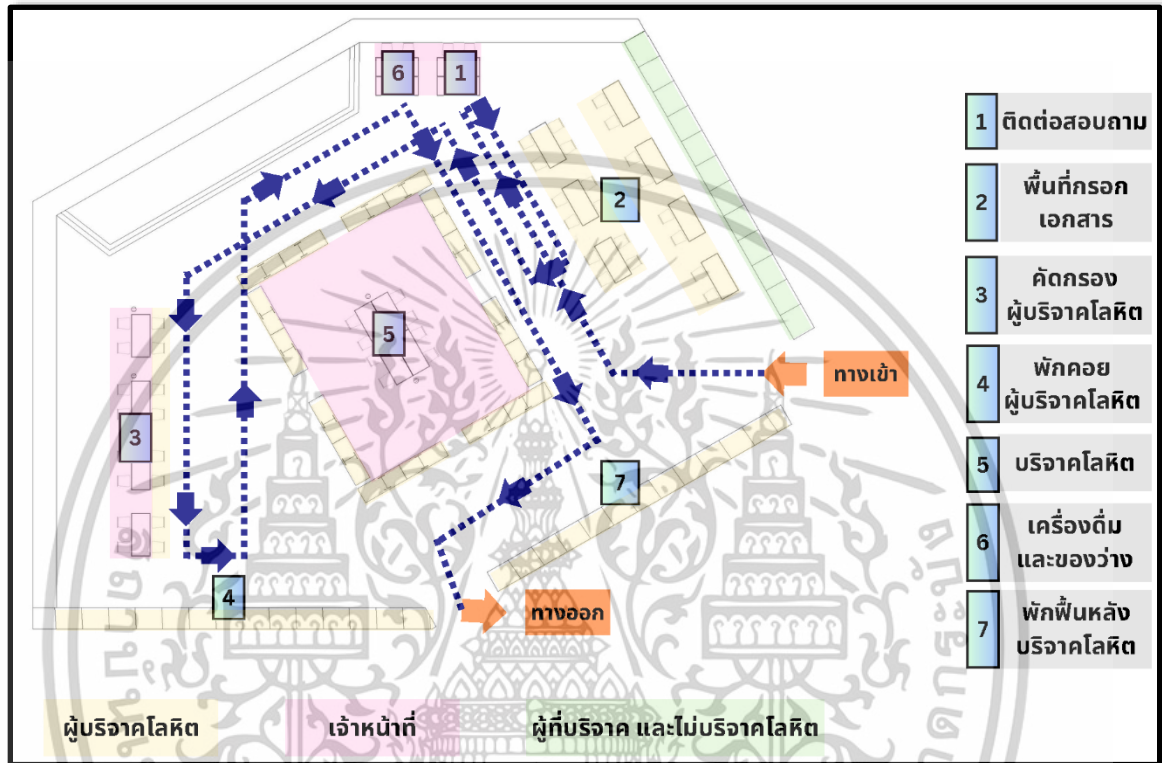 6
1
1 ติดต่อสอบถาม
2
2 พื้นที่กรอก
เอกสาร
3 คัดกรอง
ผู้บริจาคโลหิต
5
ทางเข้า
4 พักคอย
ผู้บริจาคโลหิต
3
5 บริจาคโลหิต
7
6 เครื่องดื่ม
และของว่าง
4
ทางออก
7 พักฟื้นหลัง
บริจาคโลหิต
ผู้บริจาคโลหิต
เจ้าหน้าที่
ผู้ที่บริจาค และไม่บริจาคโลหิต